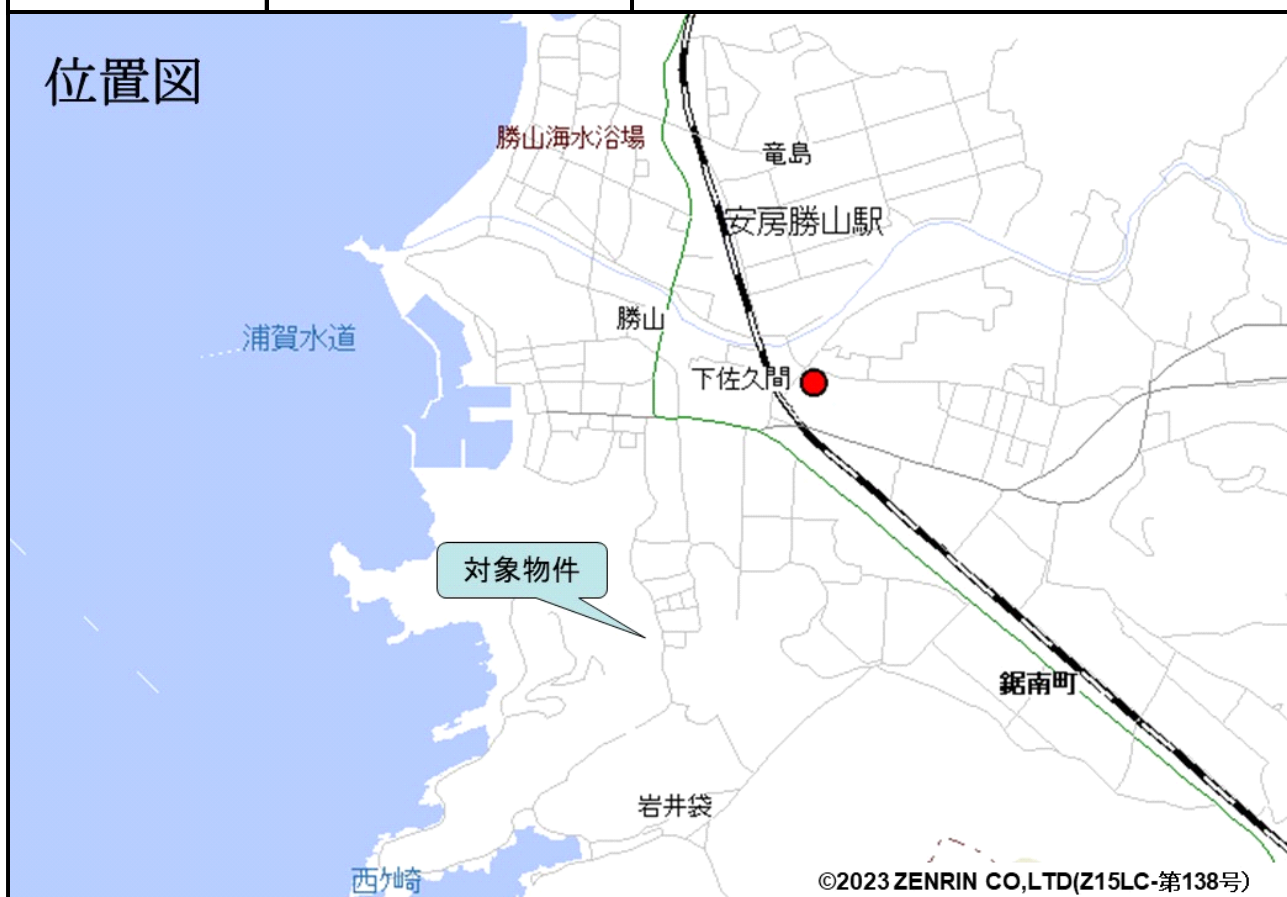 位置図
勝山海水浴場
竜島
安房勝山駅
勝山
浦賀水道
下佐久間
対象物件
鋸南町
岩井袋
西ケ崎
©2023 ZENRIN CO,LTD(Z15LC-第138号)